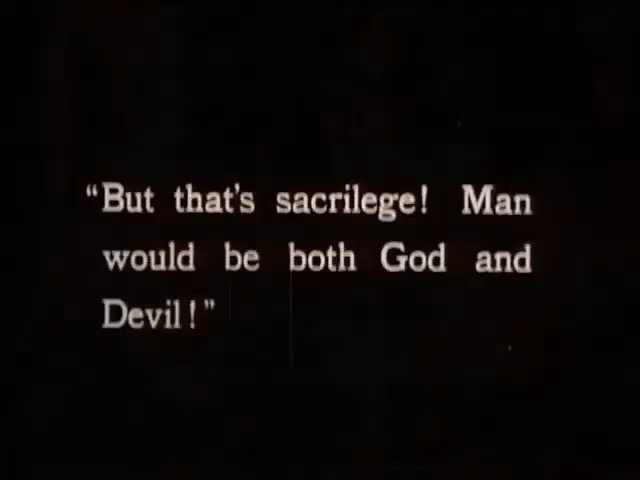 “But that's sacrilege! Man
would be both God and
Devil!”